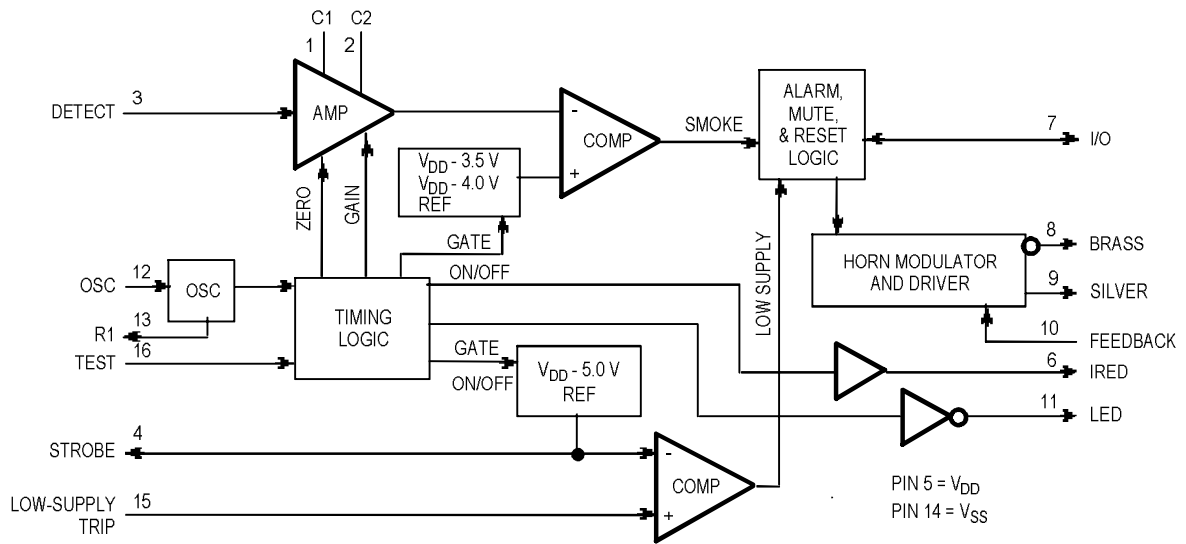 C1 C2
1 2
DETECT 3
AMP
-
COMP
+
SMOKE
ALARM,
MUTE,
& RESET
LOGIC
7
I/O
VDD - 3.5 V
VDD - 4.0 V
REF
ZERO
GAIN
GATE
ON/OFF
LOW SUPPLY
HORN MODULATOR
AND DRIVER
8
BRASS
9
SILVER
10
FEEDBACK
OSC 12
OSC
R1 13
TEST 16
TIMING
LOGIC
GATE
ON/OFF
VDD - 5.0 V
REF
6
IRED
11
LED
STROBE 4
-
COMP
+
LOW-SUPPLY 15
TRIP
PIN 5 = VDD
PIN 14 = VSS